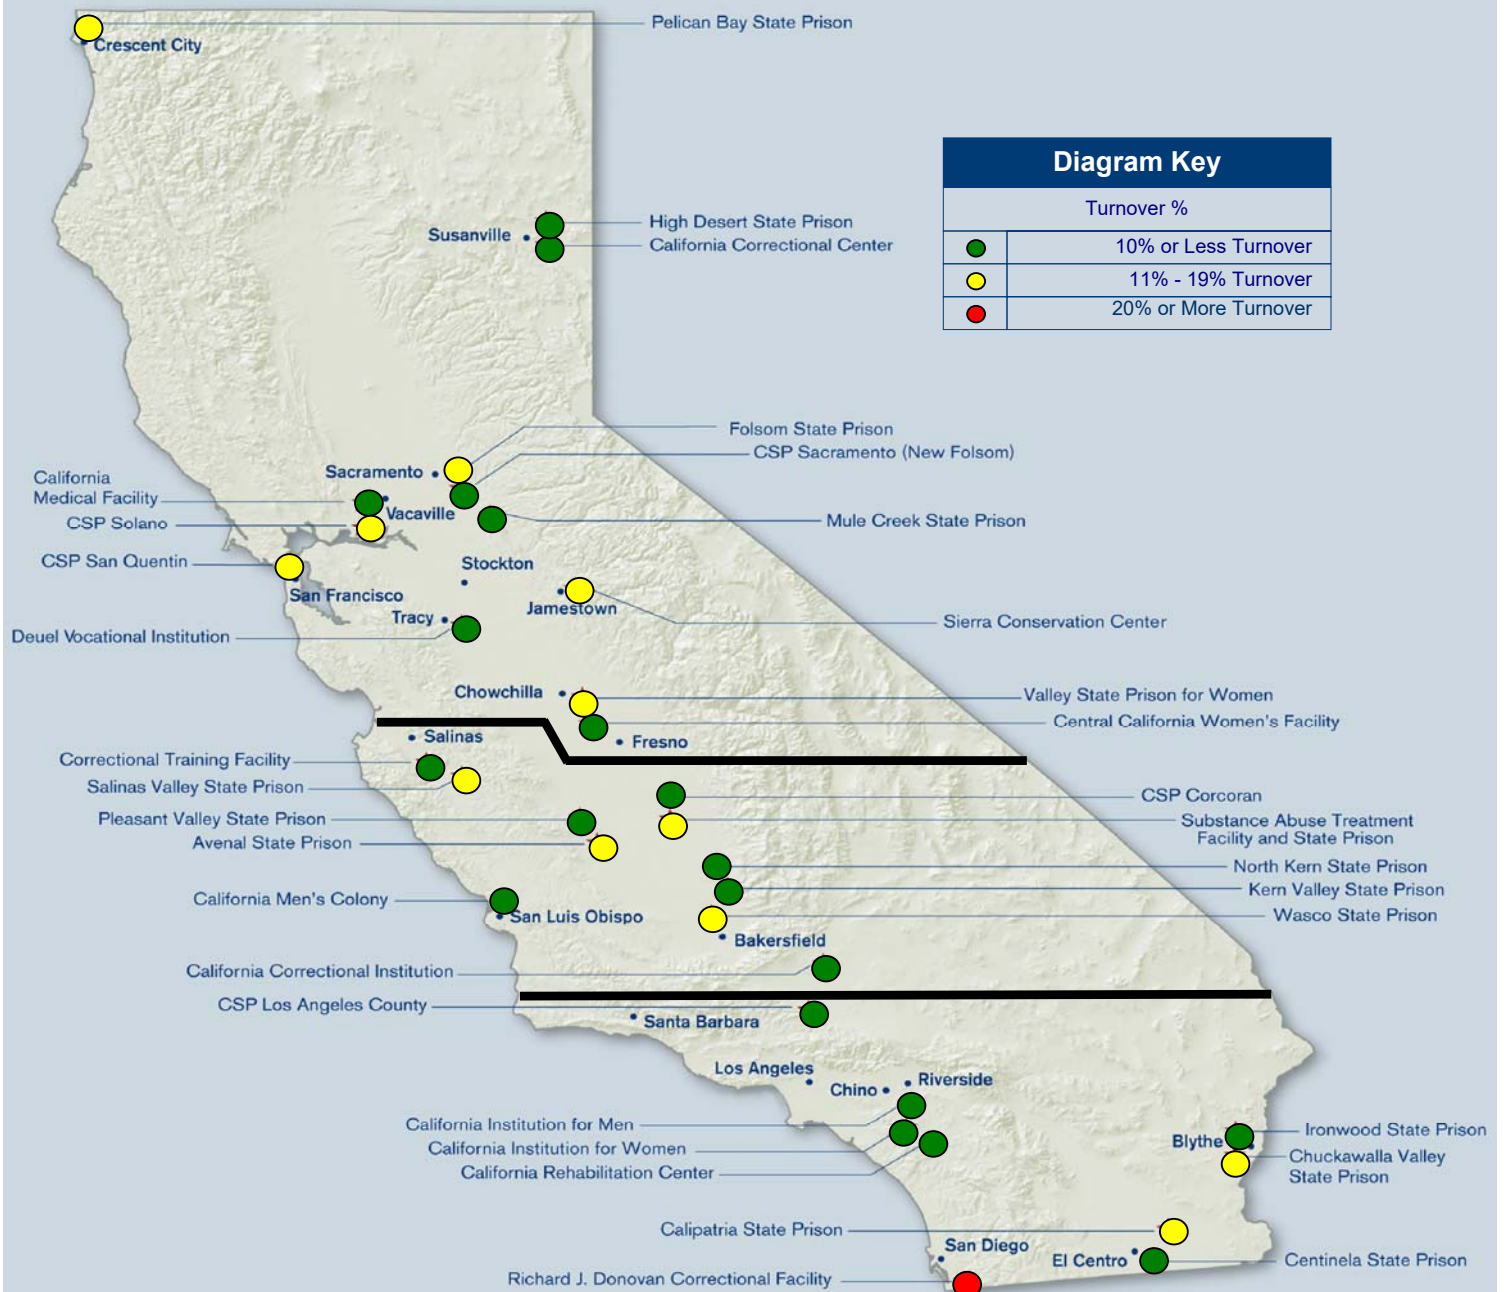 Pelican Bay State Prison
Crescent City
Diagram Key
Turnover %
10% or Less Turnover
11% - 19% Turnover
20% or More Turnover
High Desert State Prison
Susanville
California Correctional Center
Folsom State Prison
CSP Sacramento (New Folsom)
Sacramento
California
Medical Facility
Vacaville
CSP Solano
Mule Creek State Prison
CSP San Quentin
Stockton
San Francisco
Jamestown
Tracy
Sierra Conservation Center
Deuel Vocational Institution
Chowchilla
Valley State Prison for Women
Central California Women's Facility
Salinas
Fresno
Correctional Training Facility
Salinas Valley State Prison
CSP Corcoran
Pleasant Valley State Prison
Substance Abuse Treatment
Facility and State Prison
Avenal State Prison
North Kern State Prison
Kern Valley State Prison
California Men's Colony
San Luis Obispo
Wasco State Prison
Bakersfield
California Correctional Institution
CSP Los Angeles County
Santa Barbara
Los Angeles
Chino
Riverside
California Institution for Men
California Institution for Women
California Rehabilitation Center
Ironwood State Prison
Blythe
Chuckawalla Valley
State Prison
Calipatria State Prison
San Diego
El Centro
Centinela State Prison
Richard J. Donovan Correctional Facility